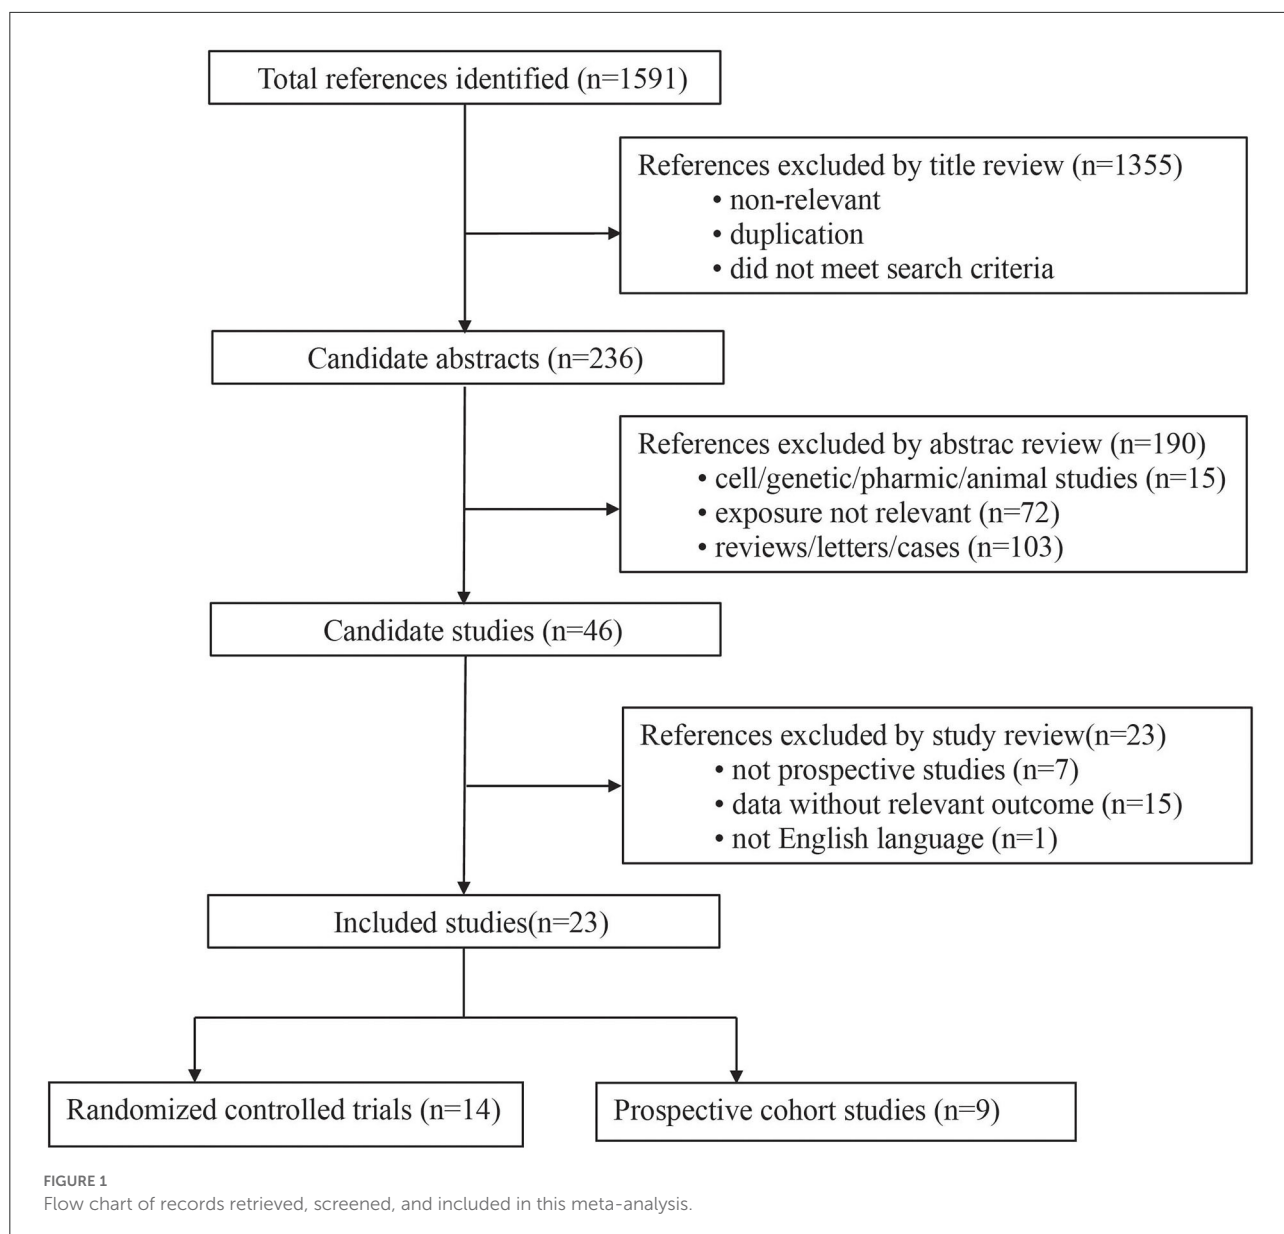 Total references identified (n=1591)
References excluded by title review (n=1355)
• non-relevant
• duplication
• did not meet search criteria
Candidate abstracts (n=236)
References excluded by abstrac review (n=190)
• cell/genetic/pharmic/animal studies (n=15)
• exposure not relevant (n=72)
• reviews/letters/cases (n=103)
Candidate studies (n=46)
References excluded by study review(n=23)
• not prospective studies (n=7)
• data without relevant outcome (n=15)
• not English language (n=1)
Included studies(n=23)
Randomized controlled trials (n=14)
Prospective cohort studies (n=9)
FIGURE 1
Flow chart of records retrieved, screened, and included in this meta-analysis.